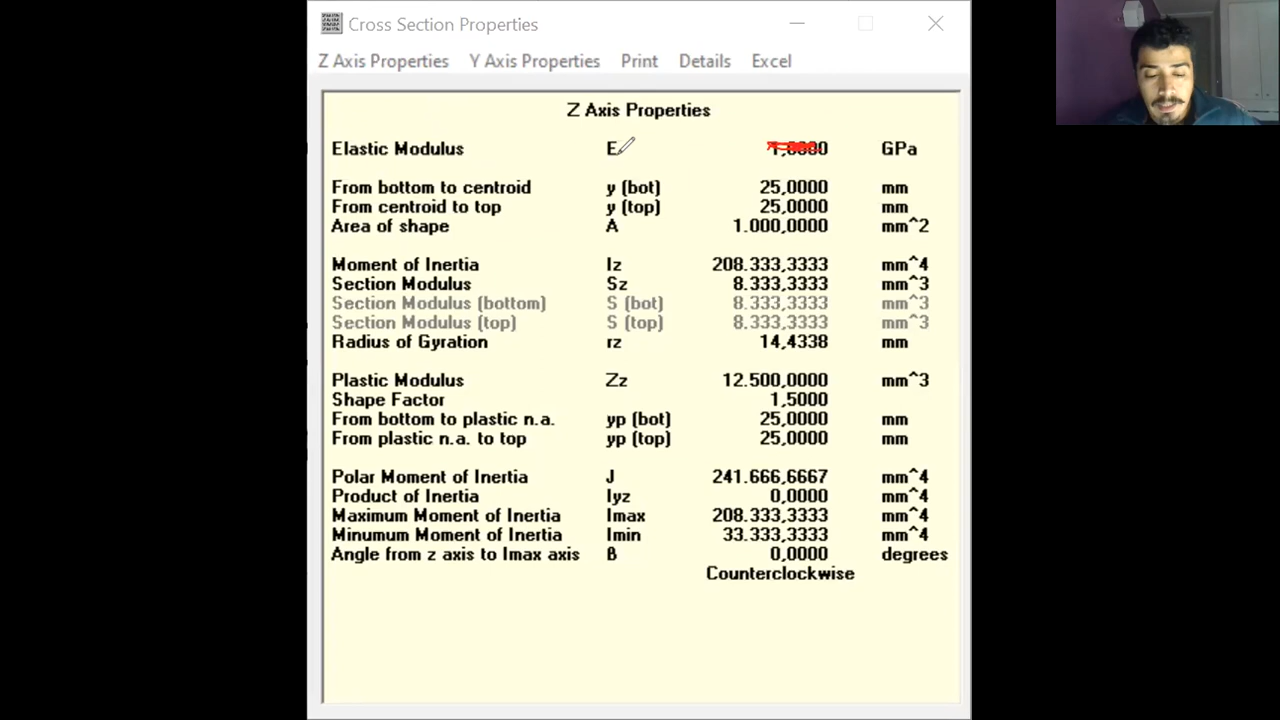 Cross Section Properties
Z Axis Properties Y Axis Properties Print Details Excel
Z Axis Properties
Elastic Modulus E 1,0000 GPa
From bottom to centroid y (bot) 25,0000 mm
From centroid to top y (top) 25,0000 mm
Area of shape A 1.000,0000 mm^2
Moment of Inertia Iz 208.333,3333 mm^4
Section Modulus Sz 8.333,3333 mm^3
Section Modulus (bottom) S (bot) 8.333,3333 mm^3
Section Modulus (top) S (top) 8.333,3333 mm^3
Radius of Gyration rz 14,4338 mm
Plastic Modulus Zz 12.500,0000 mm^3
Shape Factor 1,5000
From bottom to plastic n.a. yp (bot) 25,0000 mm
From plastic n.a. to top yp (top) 25,0000 mm
Polar Moment of Inertia J 241.666,6667 mm^4
Product of Inertia Iyz 0,0000 mm^4
Maximum Moment of Inertia Imax 208.333,3333 mm^4
Minumum Moment of Inertia Imin 33.333,3333 mm^4
Angle from z axis to Imax axis β 0,0000 degrees
Counterclockwise